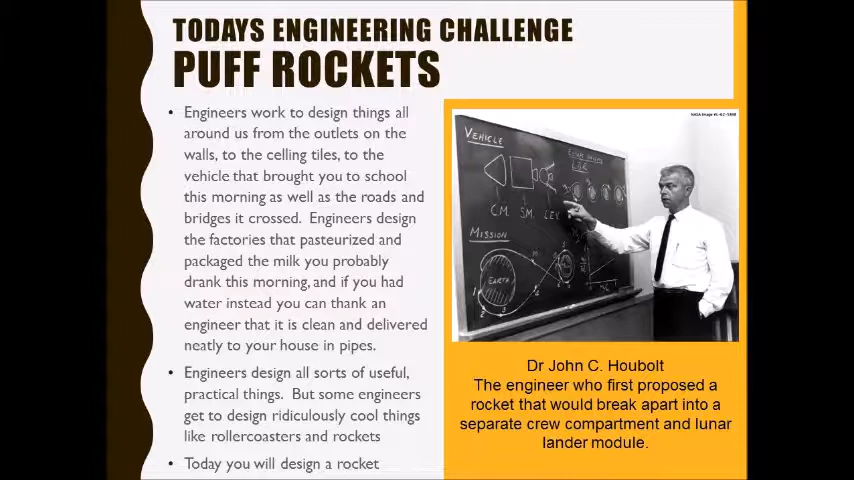 TODAYS ENGINEERING CHALLENGE
PUFF ROCKETS
• Engineers work to design things all
around us from the outlets on the
walls, to the celling tiles, to the
vehicle that brought you to school
this morning as well as the roads and
bridges it crossed. Engineers design
the factories that pasteurized and
packaged the milk you probably
drank this morning, and if you had
water instead you can thank an
engineer that it is clean and delivered
neatly to your house in pipes.
• Engineers design all sorts of useful,
practical things. But some engineers
get to design ridiculously cool things
like rollercoasters and rockets
• Today you will design a rocket
VEHICLE
C.M. S.M. L.E.V.
MISSION
EARTH
Dr John C. Houbolt
The engineer who first proposed a
rocket that would break apart into a
separate crew compartment and lunar
lander module.